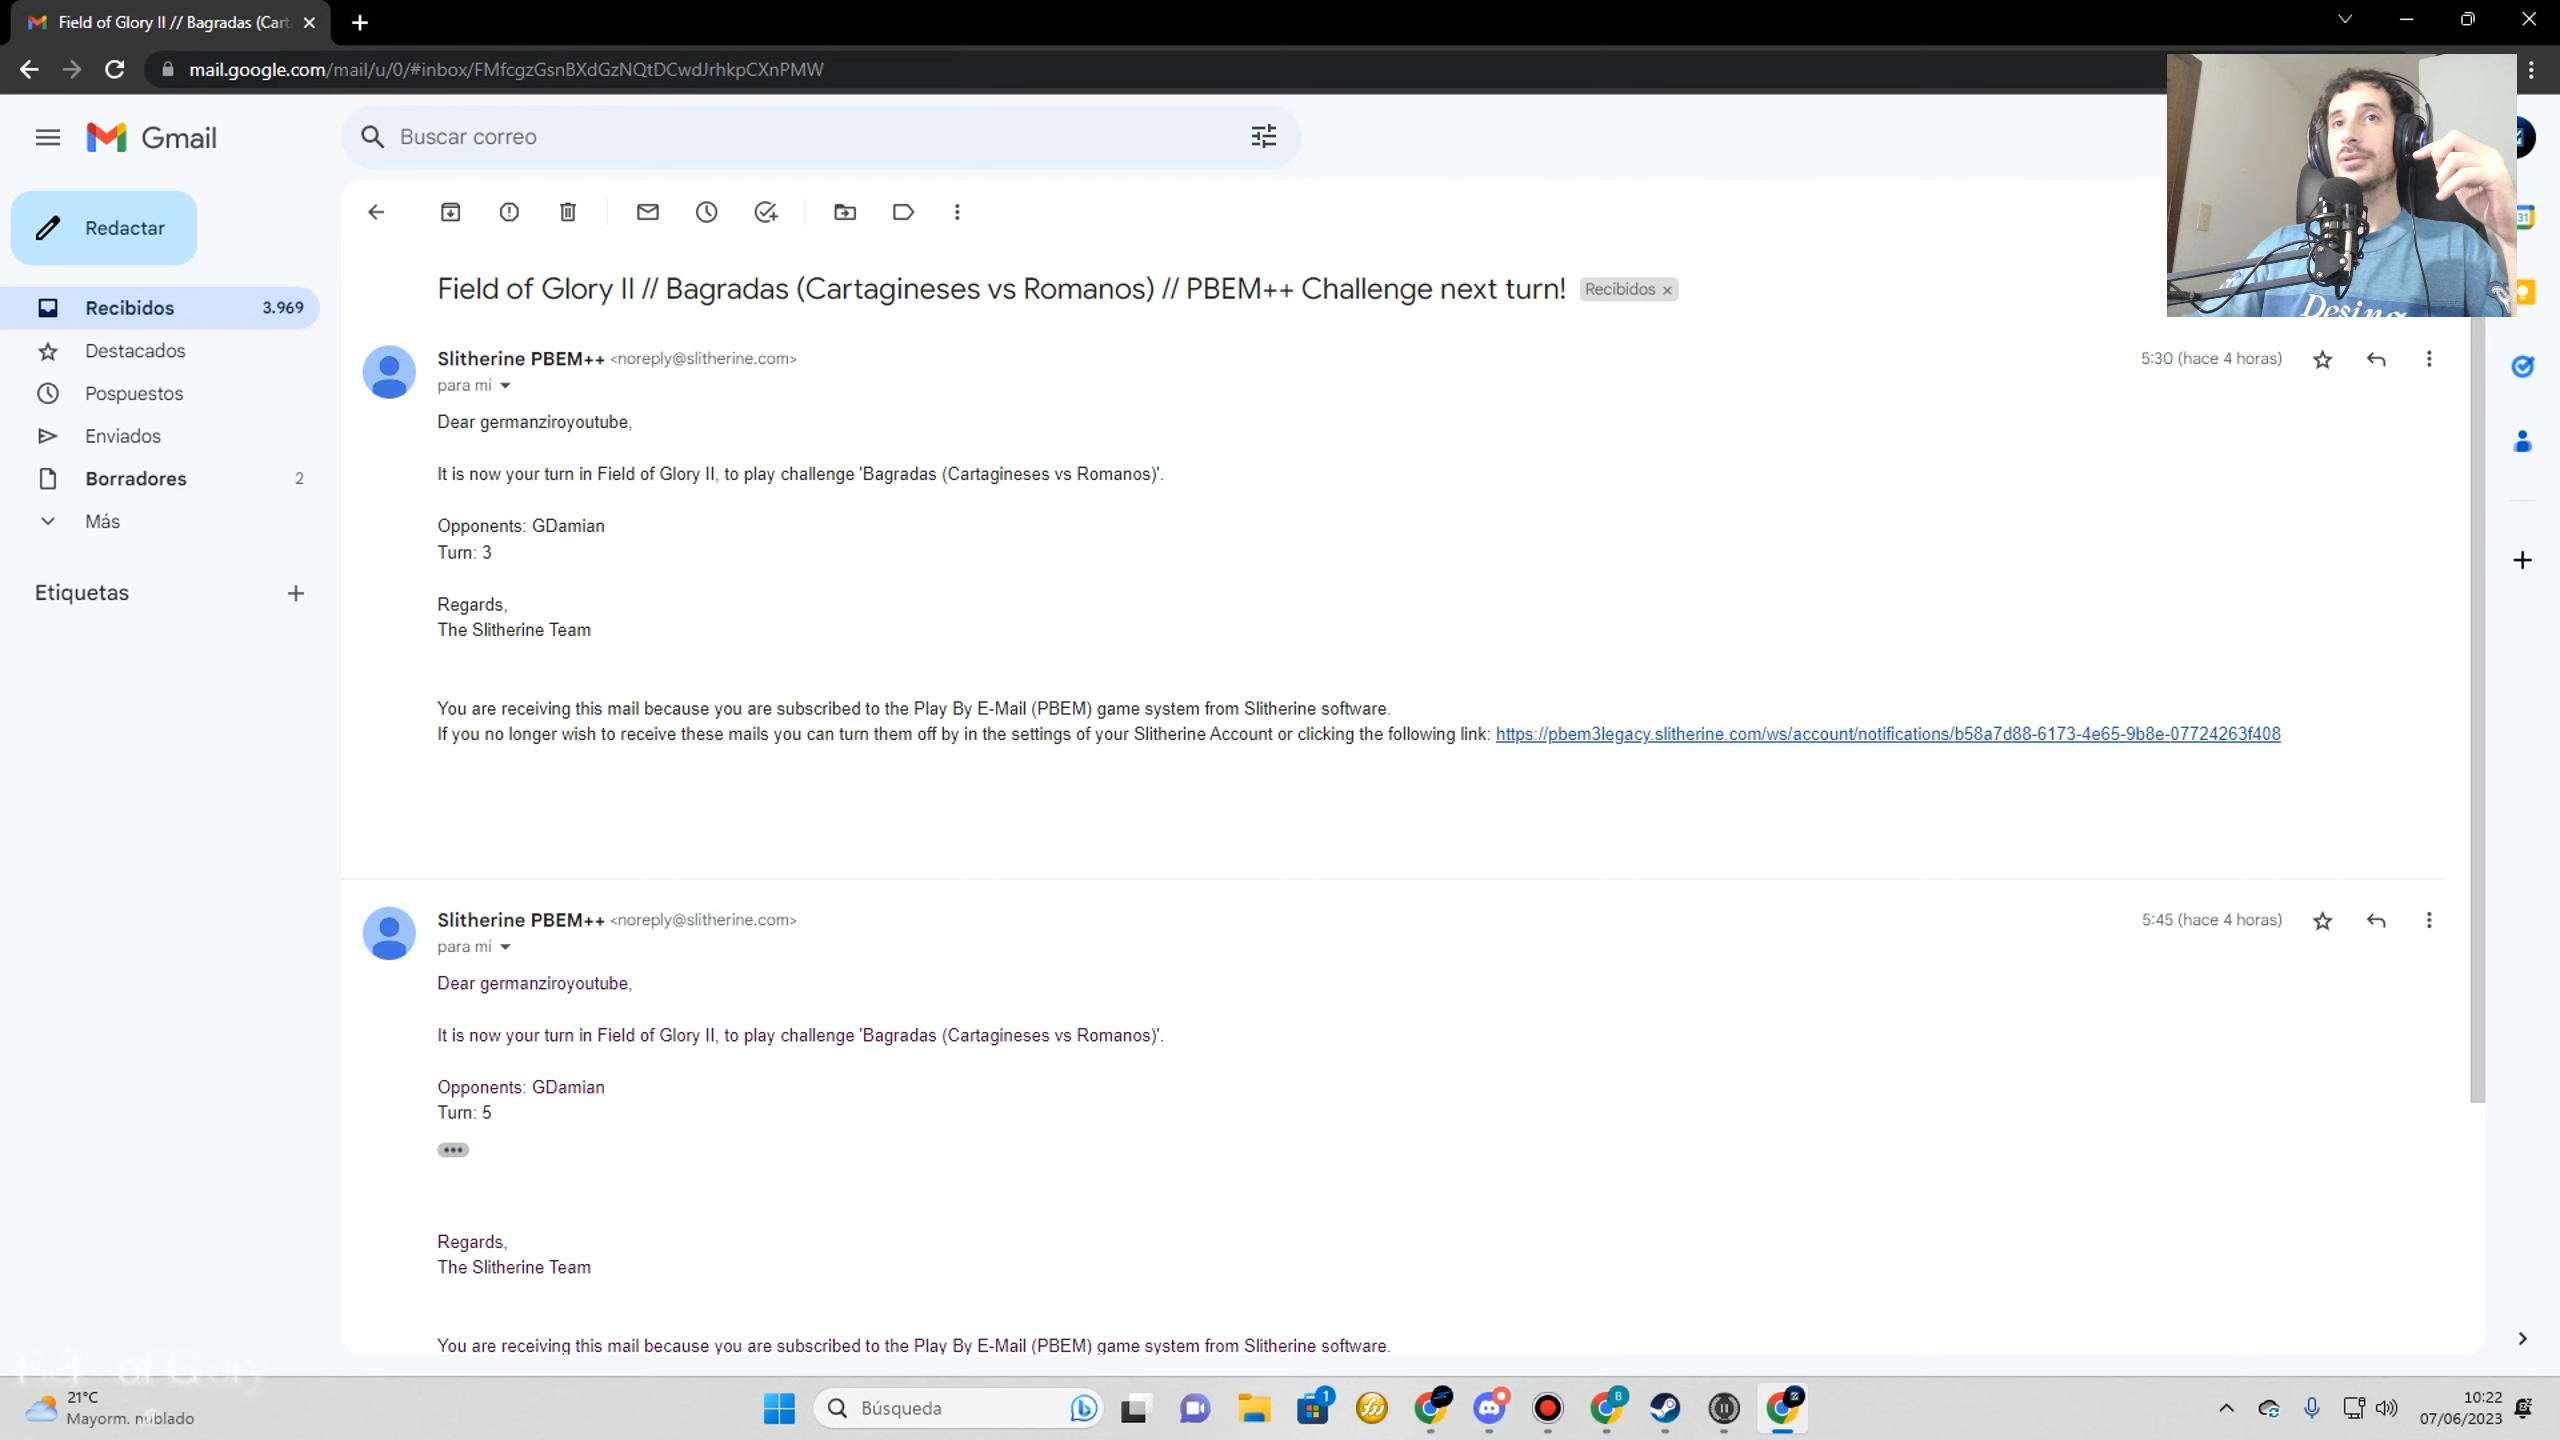 Field of Glory II // Bagradas (Cart
mail.google.com/mail/u/0/#inbox/FMfcgzGsnBXdGzNQtDCwdJrhkpCXnPMW
Gmail
Buscar correo
Redactar
Recibidos 3.969
Destacados
Pospuestos
Enviados
Borradores 2
Más
Etiquetas
Field of Glory II // Bagradas (Cartagineses vs Romanos) // PBEM++ Challenge next turn! Recibidos x
Slitherine PBEM++ <noreply@slitherine.com> 5:30 (hace 4 horas)
para mí
Dear germanziroyoutube,
It is now your turn in Field of Glory II, to play challenge 'Bagradas (Cartagineses vs Romanos)'.
Opponents: GDamian
Turn: 3
Regards,
The Slitherine Team
You are receiving this mail because you are subscribed to the Play By E-Mail (PBEM) game system from Slitherine software.
If you no longer wish to receive these mails you can turn them off by in the settings of your Slitherine Account or clicking the following link: https://pbem3legacy.slitherine.com/ws/account/notifications/b58a7d88-6173-4e65-9b8e-07724263f408
Slitherine PBEM++ <noreply@slitherine.com> 5:45 (hace 4 horas)
para mí
Dear germanziroyoutube,
It is now your turn in Field of Glory II, to play challenge 'Bagradas (Cartagineses vs Romanos)'.
Opponents: GDamian
Turn: 5
Regards,
The Slitherine Team
You are receiving this mail because you are subscribed to the Play By E-Mail (PBEM) game system from Slitherine software.
31
21°C
Mayorm. nublado
Búsqueda
1
B
10:22
07/06/2023